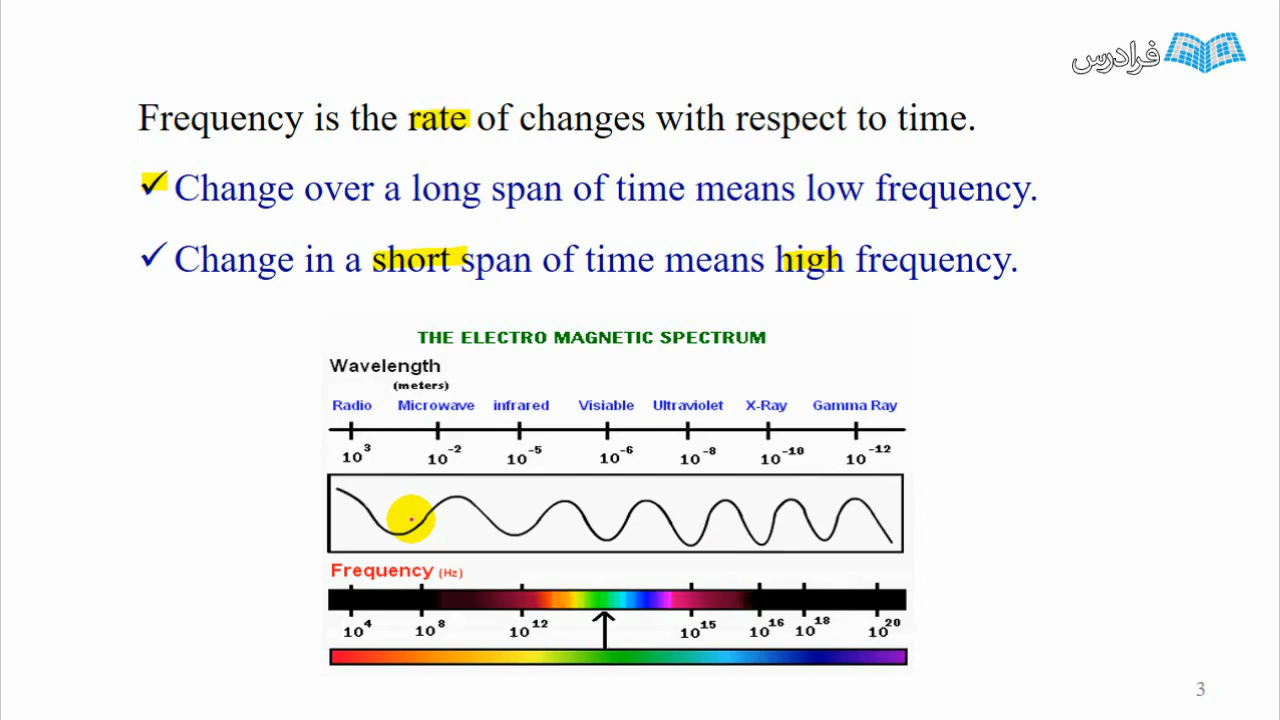 فرادرس
Frequency is the rate of changes with respect to time.
✓ Change over a long span of time means low frequency.
✓ Change in a short span of time means high frequency.
THE ELECTRO MAGNETIC SPECTRUM
Wavelength
(meters)
Radio Microwave infrared Visiable Ultraviolet X-Ray Gamma Ray
10³ 10⁻² 10⁻⁵ 10⁻⁶ 10⁻⁸ 10⁻¹⁰ 10⁻¹²
Frequency (Hz)
10⁴ 10⁸ 10¹² 10¹⁵ 10¹⁶ 10¹⁸ 10²⁰
3